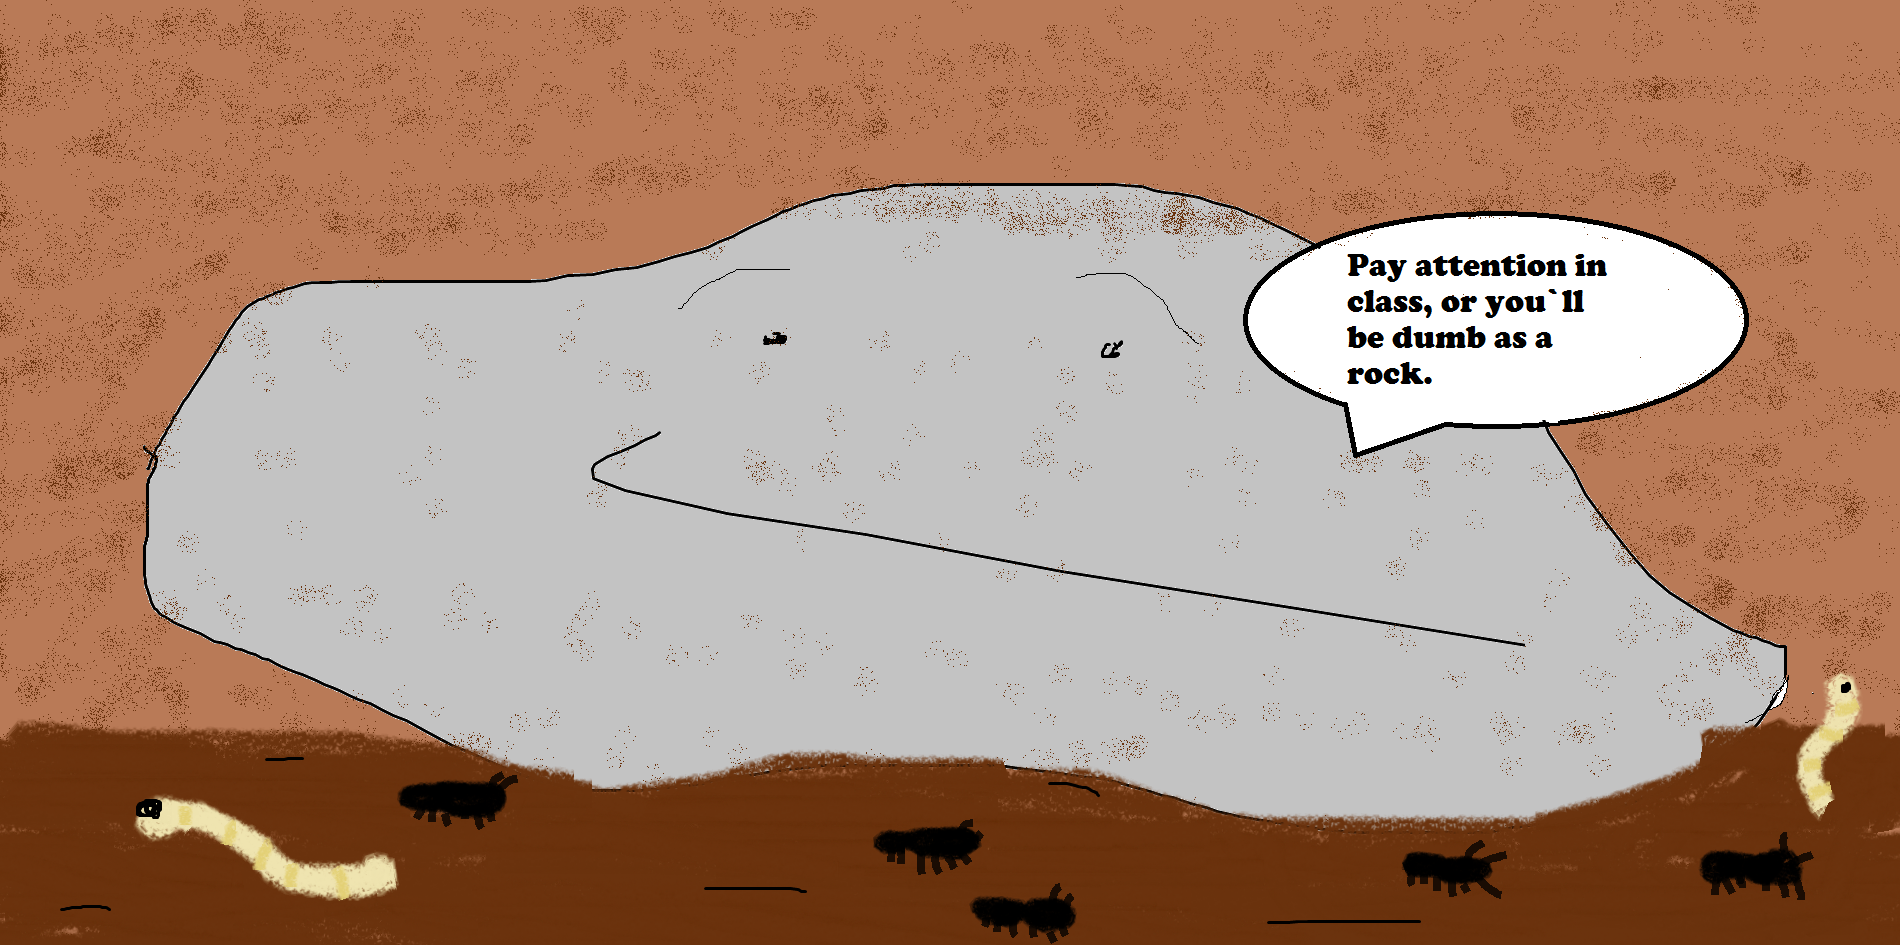 Pay attention in
class, or you`ll
be dumb as a
rock.